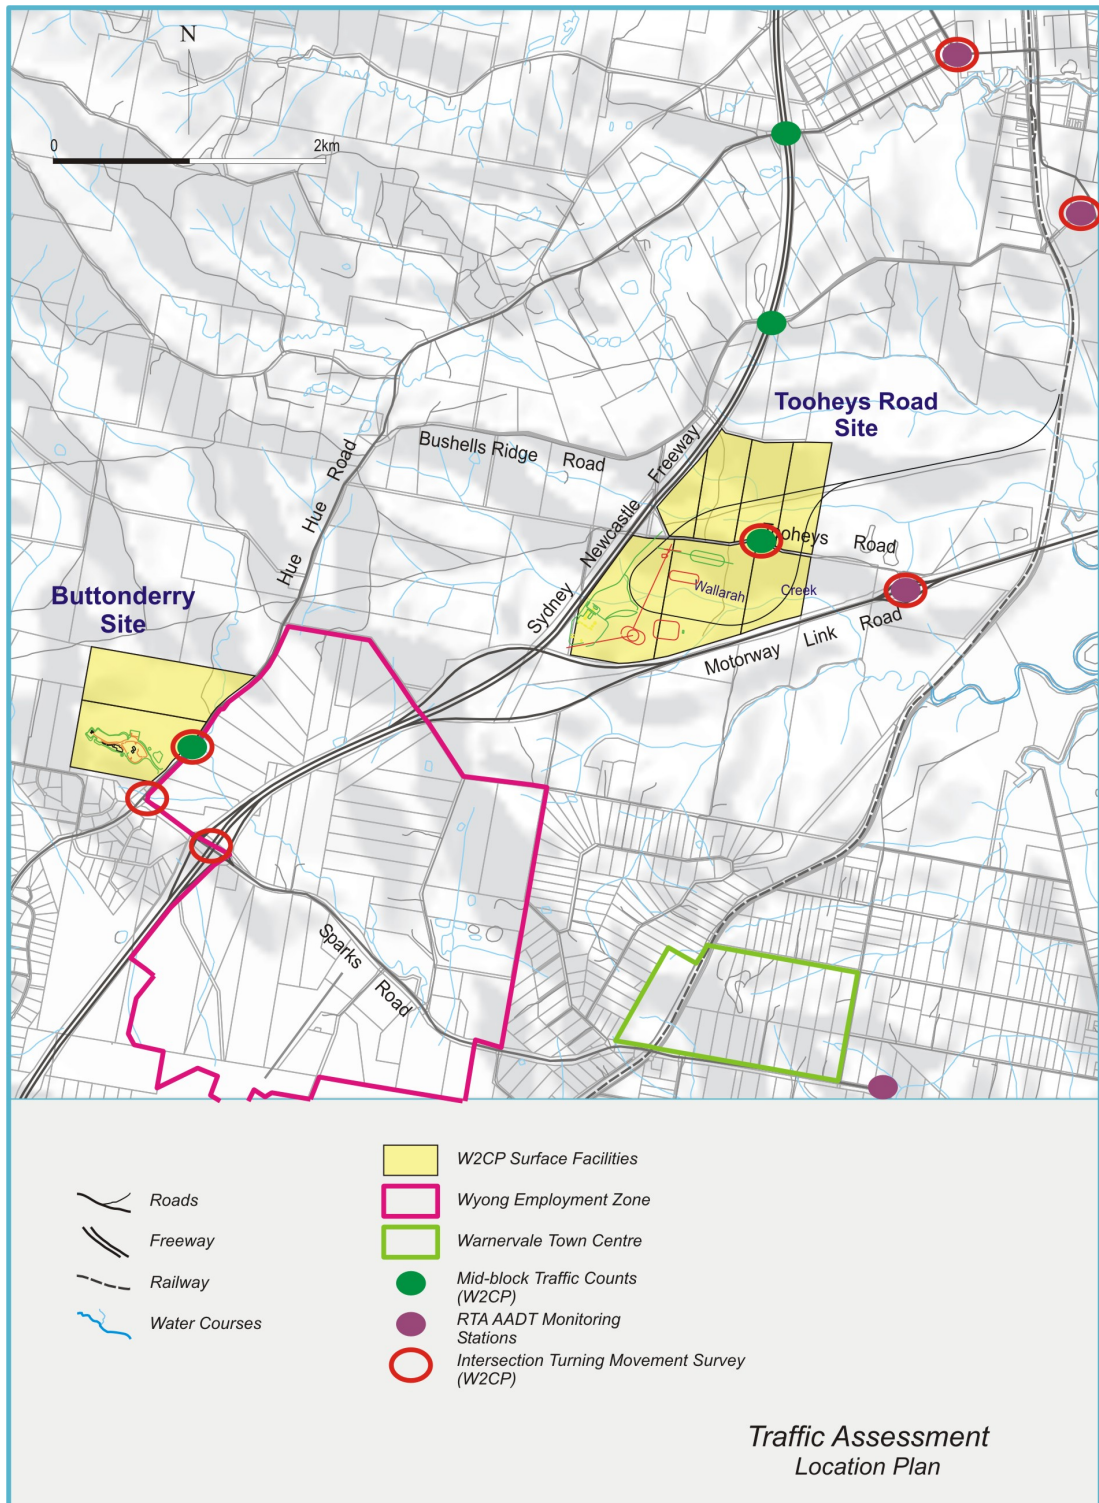 N
0
2km
Tooheys Road
Site
Bushells Ridge Road
Hue Hue Road
Sydney Newcastle Freeway
Tooheys Road
Wallarah Creek
Motorway Link Road
Buttonderry
Site
Sparks Road
W2CP Surface Facilities
Roads
Wyong Employment Zone
Freeway
Warnervale Town Centre
Railway
Mid-block Traffic Counts
(W2CP)
Water Courses
RTA AADT Monitoring
Stations
Intersection Turning Movement Survey
(W2CP)
Traffic Assessment
Location Plan